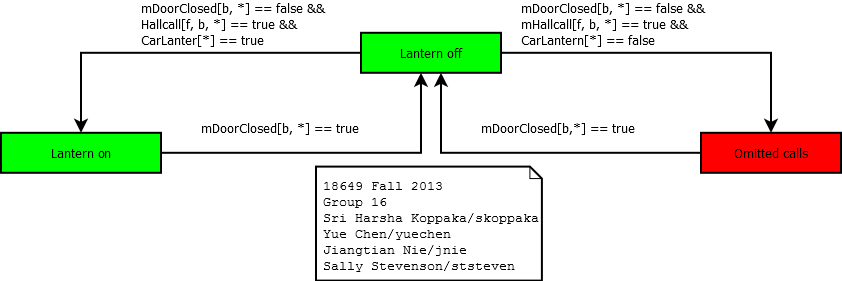 mDoorClosed[b, *] == false &&
Hallcall[f, b, *] == true &&
CarLanter[*] == true
mDoorClosed[b, *] == false &&
mHallcall[f, b, *] == true &&
CarLantern[*] == false
Lantern off
mDoorClosed[b, *] == true
mDoorClosed[b,*] == true
Lantern on
Omitted calls
18649 Fall 2013
Group 16
Sri Harsha Koppaka/skoppaka
Yue Chen/yuechen
Jiangtian Nie/jnie
Sally Stevenson/ststeven